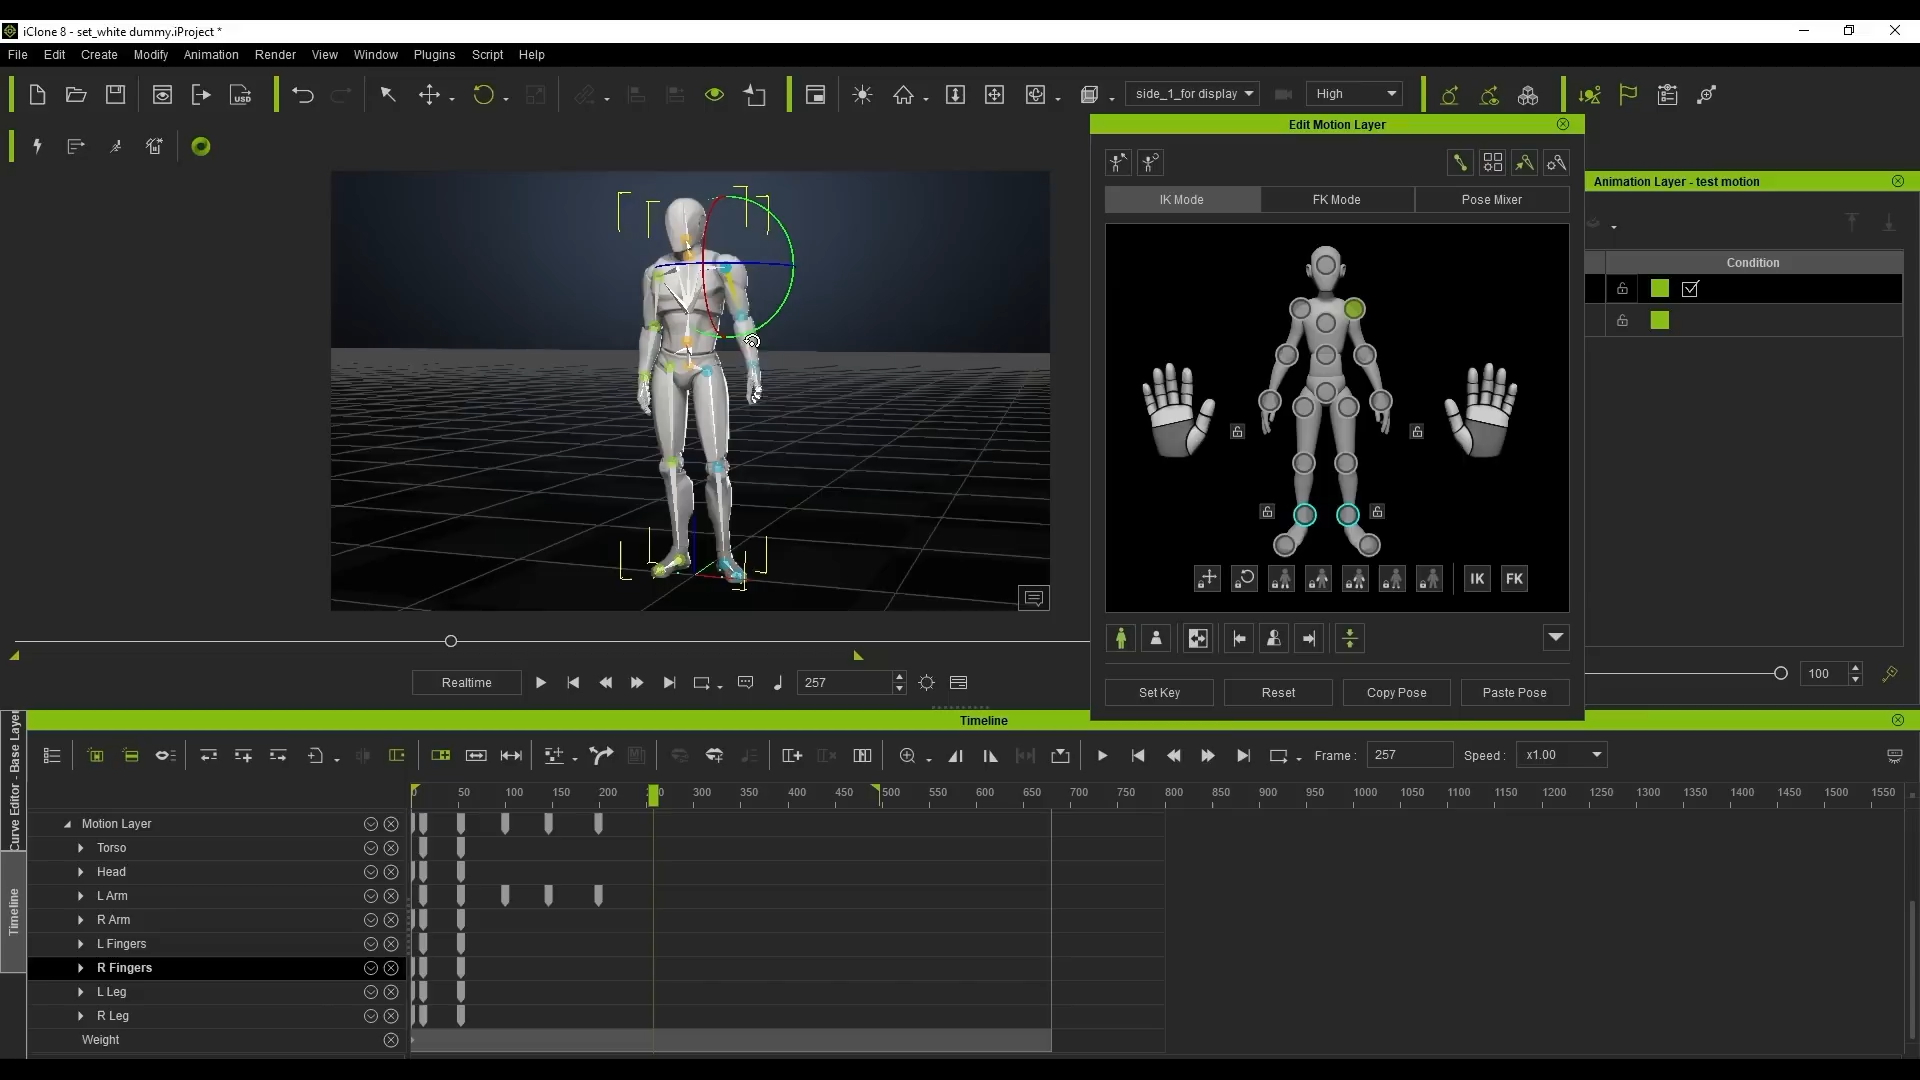 iClone 8 - set_white dummy.iProject *
File Edit Create Modify Animation Render View Window Plugins Script Help
USD
side_1_for display
High
Edit Motion Layer
IK Mode FK Mode Pose Mixer
Animation Layer - test motion
Condition
IK FK
Realtime
257
100
Set Key Reset Copy Pose Paste Pose
Timeline
Frame : 257 Speed : x1.00
0 50 100 150 200 300 350 400 450 500 550 600 650 700 750 800 850 900 950 1000 1050 1100 1150 1200 1250 1300 1350 1400 1450 1500 1550
Curve Editor - Base Layer
Timeline
Motion Layer
Torso
Head
L Arm
R Arm
L Fingers
R Fingers
L Leg
R Leg
Weight